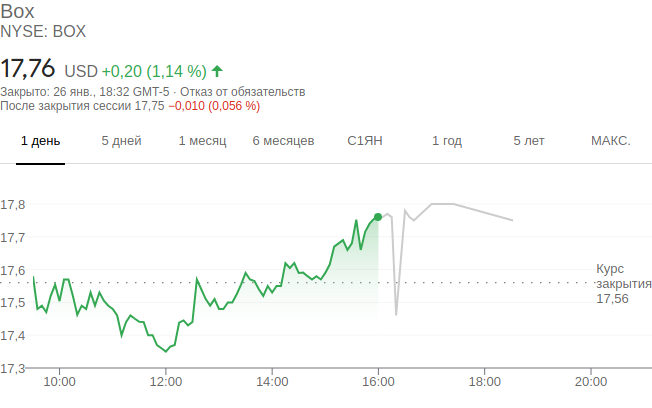 Box
NYSE: BOX
17,76 USD +0,20 (1,14 %)
Закрыто: 26 янв., 18:32 GMT-5 · Отказ от обязательств
После закрытия сессии 17,75 −0,010 (0,056 %)
1 день 5 дней 1 месяц 6 месяцев С1ЯН 1 год 5 лет МАКС.
17,8
17,7
17,6
17,5
17,4
17,3
Курс
закрытия
17,56
10:00 12:00 14:00 16:00 18:00 20:00